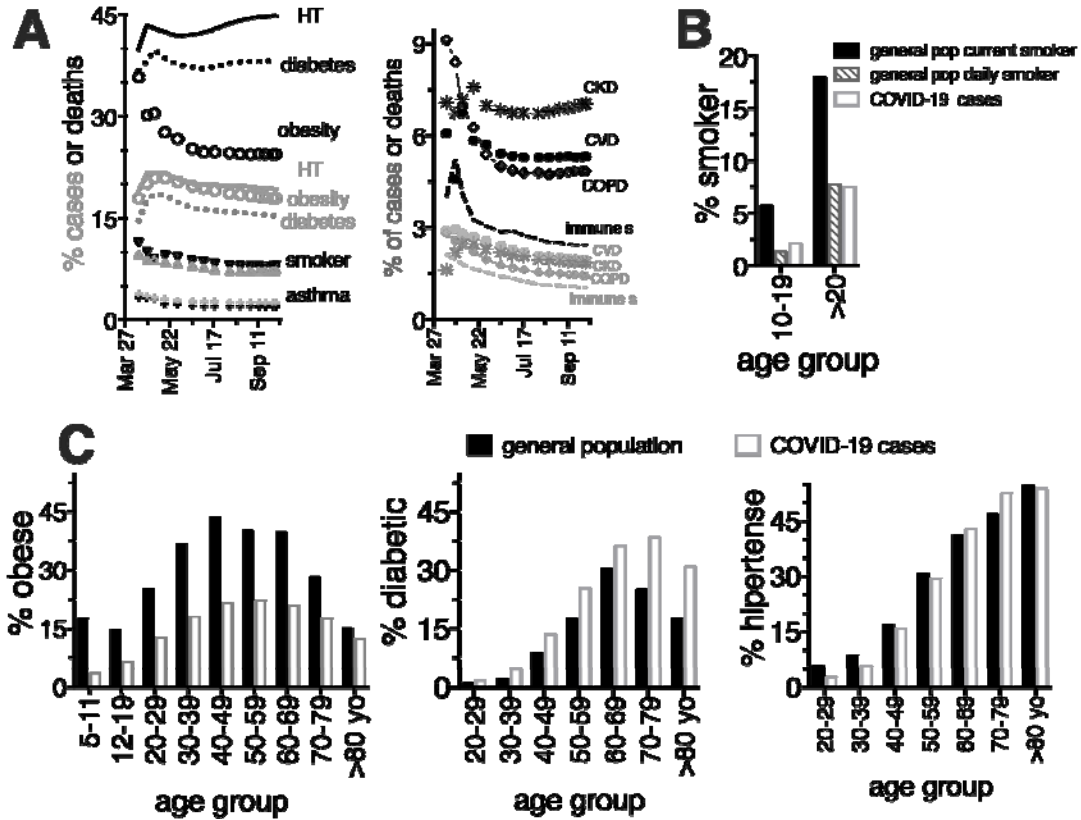 A
% cases or deaths
45
30
15
0
HT
diabetes
obesity
HT
obesity
diabetes
smoker
asthma
Mar 27
May 22
Jul 17
Sep 11
% of cases or deaths
9
6
3
0
CKD
CVD
COPD
Immune s
CVD
CKD
COPD
Immune s
Mar 27
May 22
Jul 17
Sep 11
B
% smoker
20
15
10
5
0
general pop current smoker
general pop daily smoker
COVID-19 cases
10-19
>20
age group
C
general population
COVID-19 cases
% obese
45
30
15
0
5-11
12-19
20-29
30-39
40-49
50-59
60-69
70-79
>80 yo
age group
% diabetic
45
30
15
0
20-29
30-39
40-49
50-59
60-69
70-79
>80 yo
age group
% hipertense
45
30
15
0
20-29
30-39
40-49
50-59
60-69
70-79
>80 yo
age group